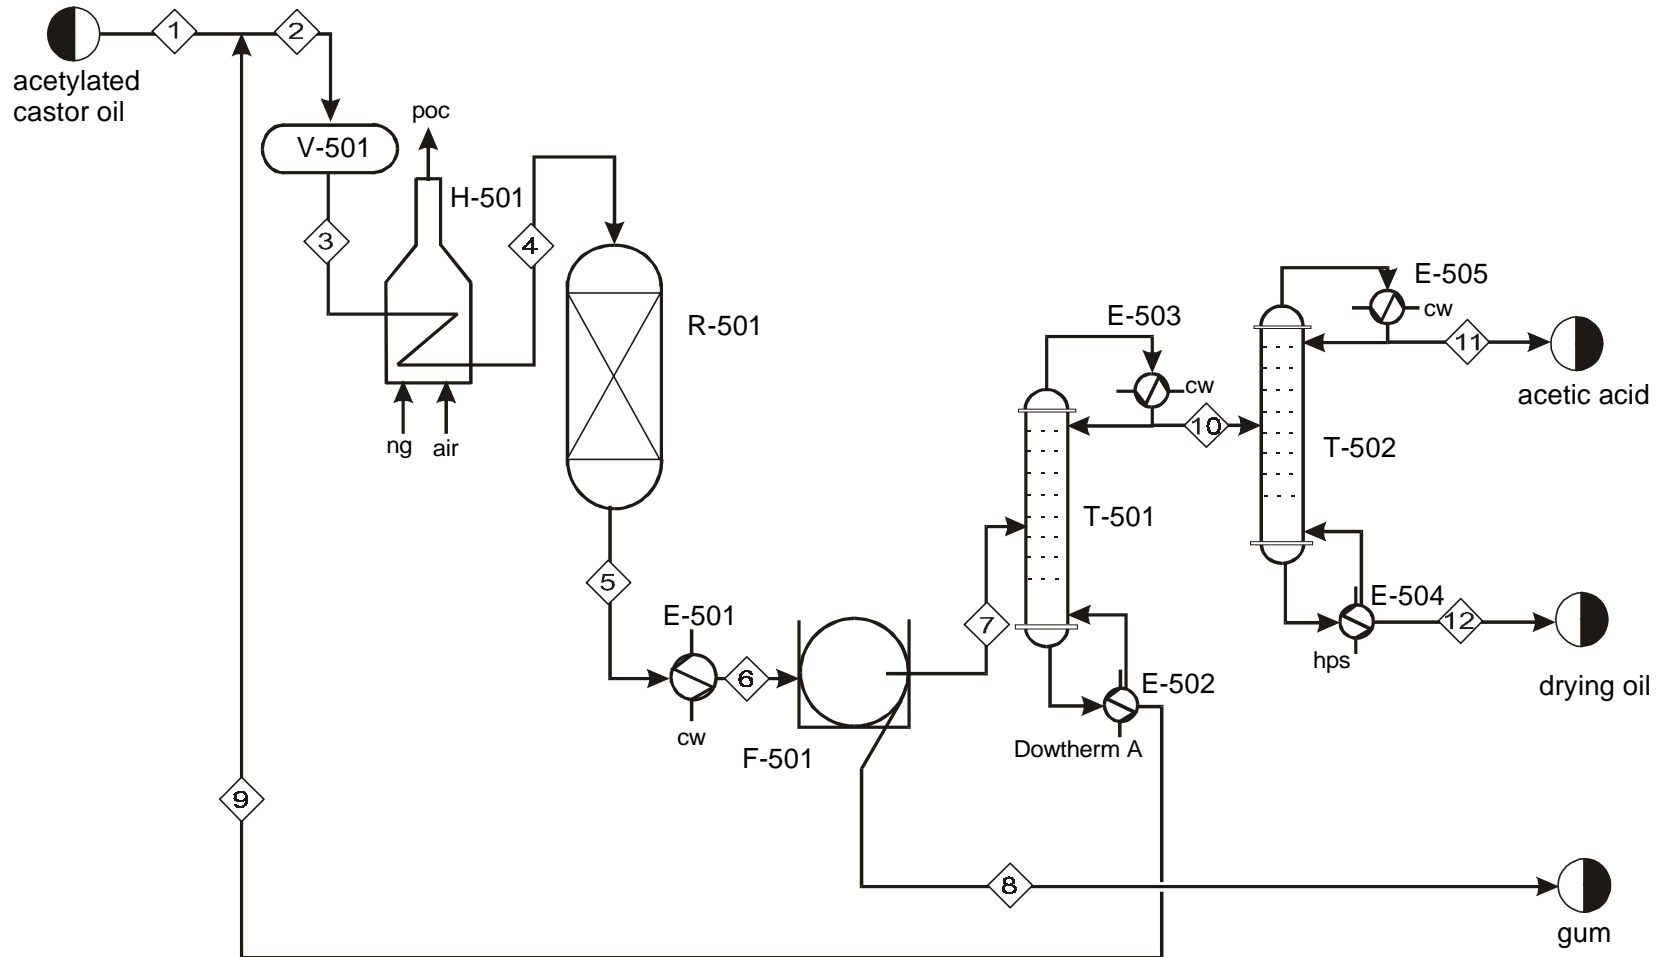 1
2
acetylated
castor oil
poc
V-501
H-501
3
4
E-505
cw
E-503
R-501
11
cw
acetic acid
10
ng
air
T-502
T-501
5
E-501
E-504
7
12
hps
6
E-502
drying oil
cw
Dowtherm A
F-501
9
8
gum